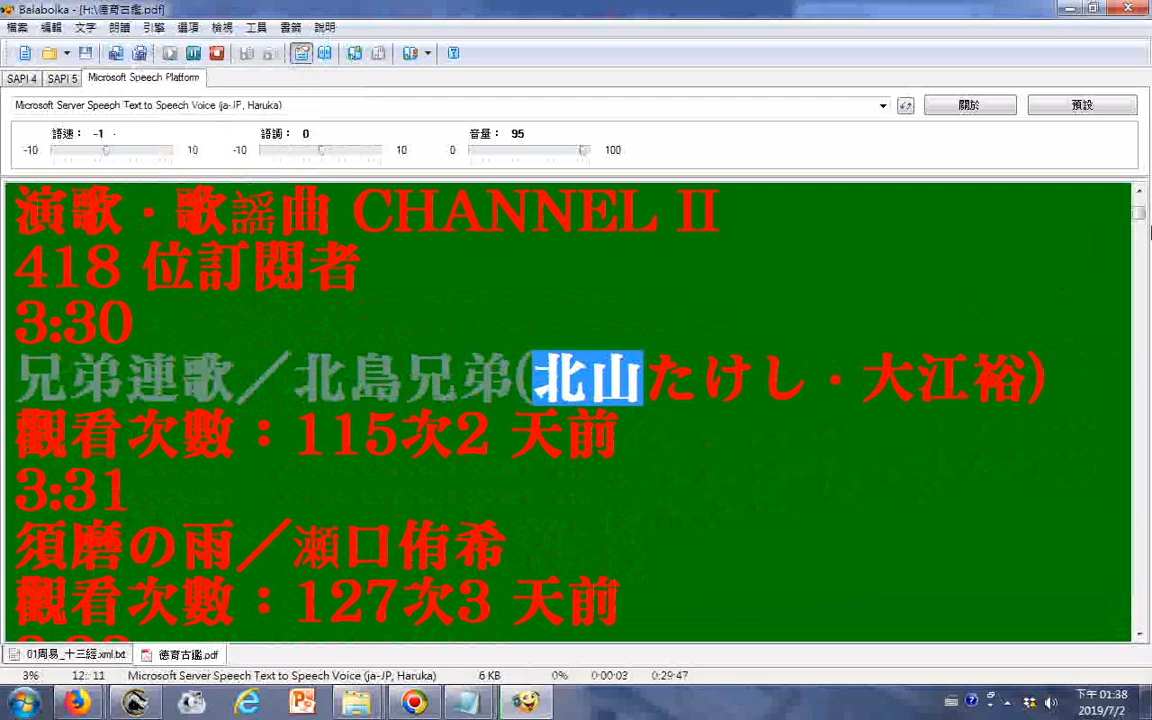 Balabolka - [H:\德育古鑑.pdf]
檔案 編輯 文字 朗讀 引擎 選項 檢視 工具 書籤 說明
SAPI 4 SAPI 5 Microsoft Speech Platform
Microsoft Server Speech Text to Speech Voice (ja-JP, Haruka)
關於 預設
語速： -1 語調： 0 音量： 95
-10 10 -10 10 0 100
演歌・歌謡曲 CHANNEL II
418 位訂閱者
3:30
兄弟連歌／北島兄弟(北山たけし・大江裕)
觀看次數：115次2 天前
3:31
須磨の雨／瀬口侑希
觀看次數：127次3 天前
01周易_十三經.xml.txt 德育古鑑.pdf
3% 12: 11 Microsoft Server Speech Text to Speech Voice (ja-JP, Haruka) 6 KB 0% 0:00:03 0:29:47
下午 01:38
2019/7/2